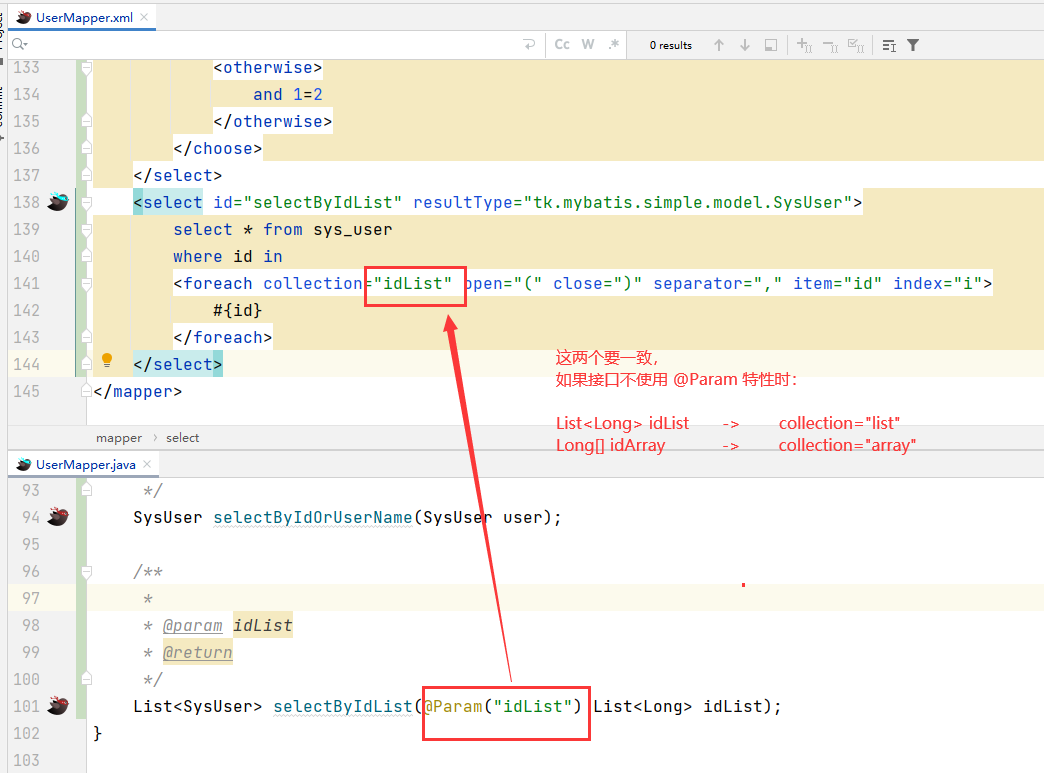 UserMapper.xml
Cc W .* 0 results
133 <otherwise>
134 and 1=2
135 </otherwise>
136 </choose>
137 </select>
138 <select id="selectByIdList" resultType="tk.mybatis.simple.model.SysUser">
139 select * from sys_user
140 where id in
141 <foreach collection="idList" open="(" close=")" separator="," item="id" index="i">
142 #{id}
143 </foreach>
144 </select>
145 </mapper>
这两个要一致，
如果接口不使用 @Param 特性时：
List<Long> idList -> collection="list"
Long[] idArray -> collection="array"
mapper › select
UserMapper.java
93 */
94 SysUser selectByIdOrUserName(SysUser user);
95
96 /**
97 *
98 * @param idList
99 * @return
100 */
101 List<SysUser> selectByIdList(@Param("idList") List<Long> idList);
102 }
103